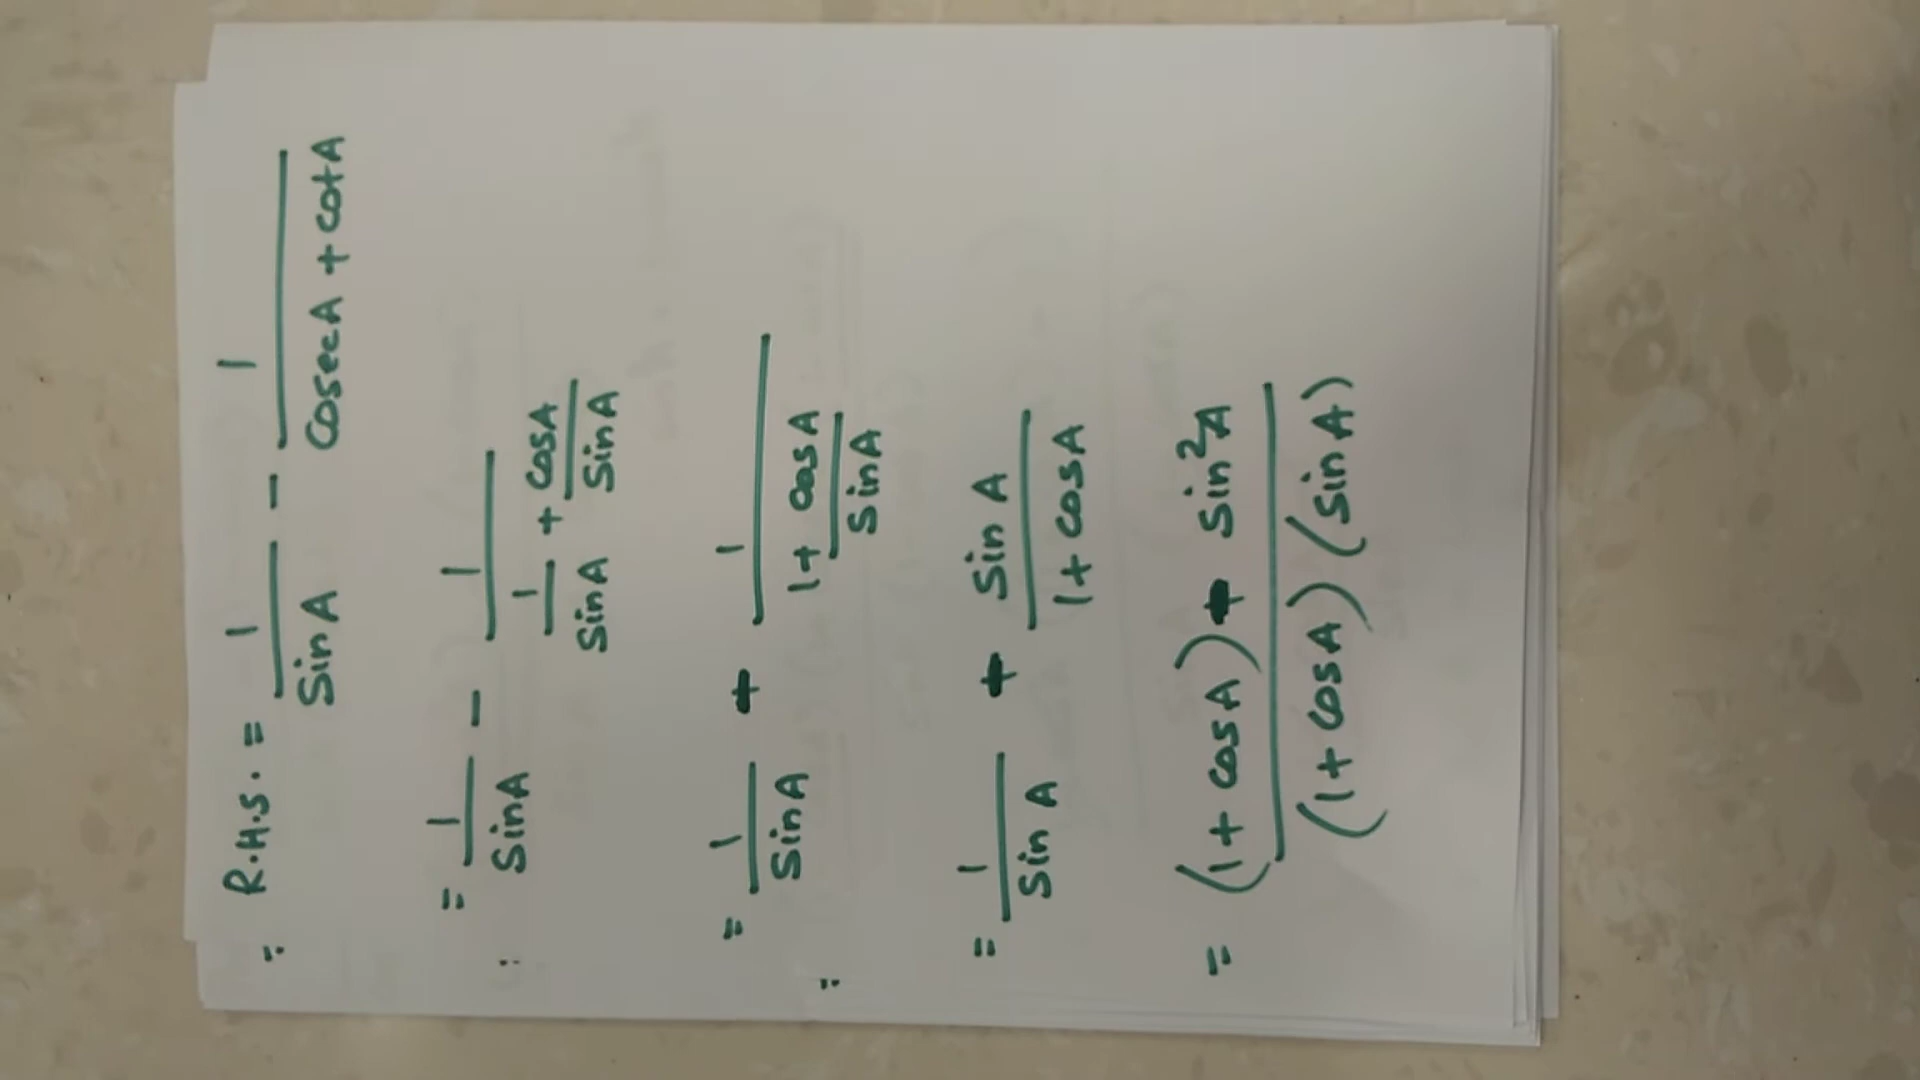 R.H.S. = 1/SinA - 1/CosecA + cotA
= 1/SinA - 1/(1/SinA + cosA/SinA)
= 1/SinA + 1/(1 + cosA/SinA)
= 1/Sin A + Sin A/1 + cosA
= (1 + cosA) + Sin²A/(1 + cosA)(SinA)